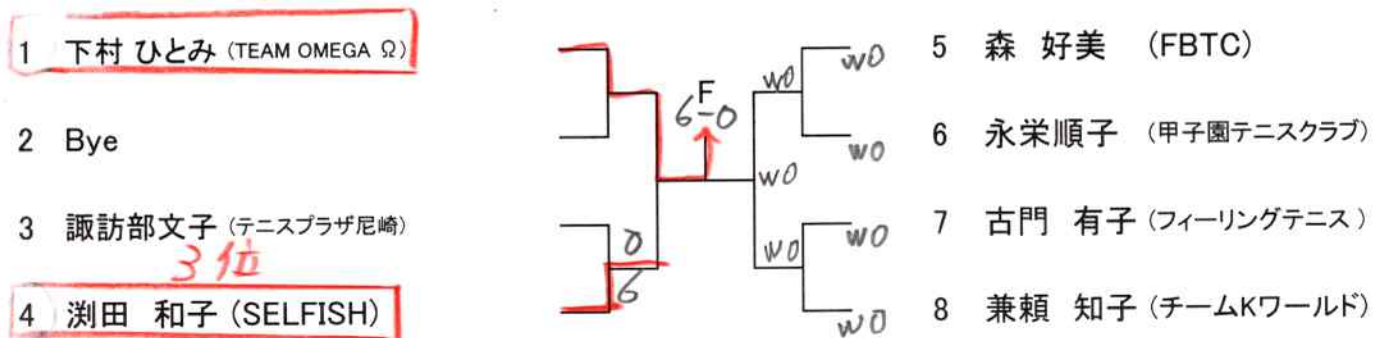 1 下村 ひとみ (TEAM OMEGA Ω)
2 Bye
3 諏訪部文子 (テニスプラザ尼崎)
3位
4 渕田 和子 (SELFISH)
F
6-0
0
6
WO
WO
WO
WO
WO
WO
WO
5 森 好美 (FBTC)
6 永栄順子 (甲子園テニスクラブ)
7 古門 有子 (フィーリングテニス)
8 兼頼 知子 (チームKワールド)